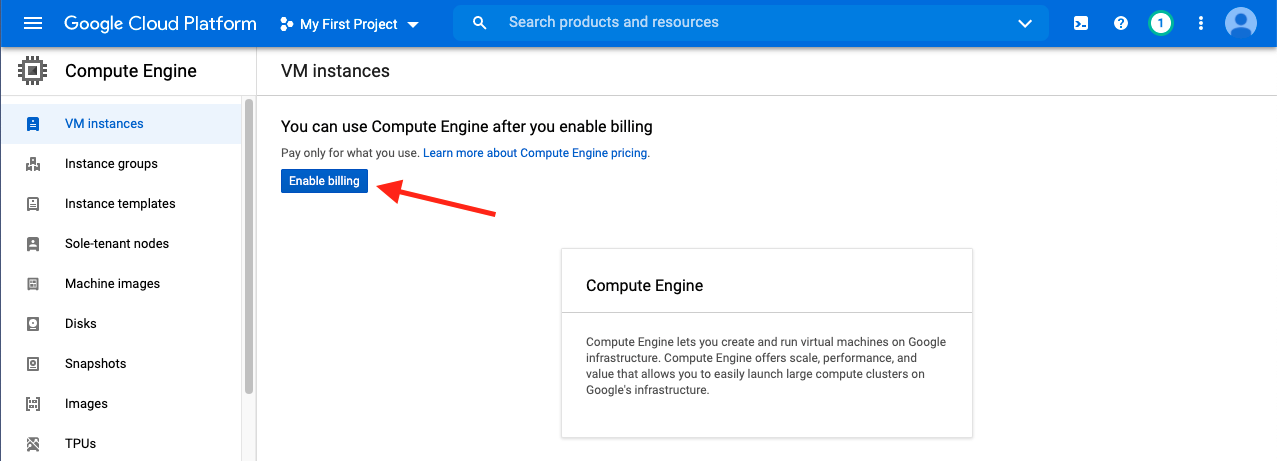 Google Cloud Platform
My First Project
Search products and resources
1
Compute Engine
VM instances
Instance groups
Instance templates
Sole-tenant nodes
Machine images
Disks
Snapshots
Images
TPUs
VM instances
You can use Compute Engine after you enable billing
Pay only for what you use. Learn more about Compute Engine pricing.
Enable billing
Compute Engine
Compute Engine lets you create and run virtual machines on Google
infrastructure. Compute Engine offers scale, performance, and
value that allows you to easily launch large compute clusters on
Google's infrastructure.